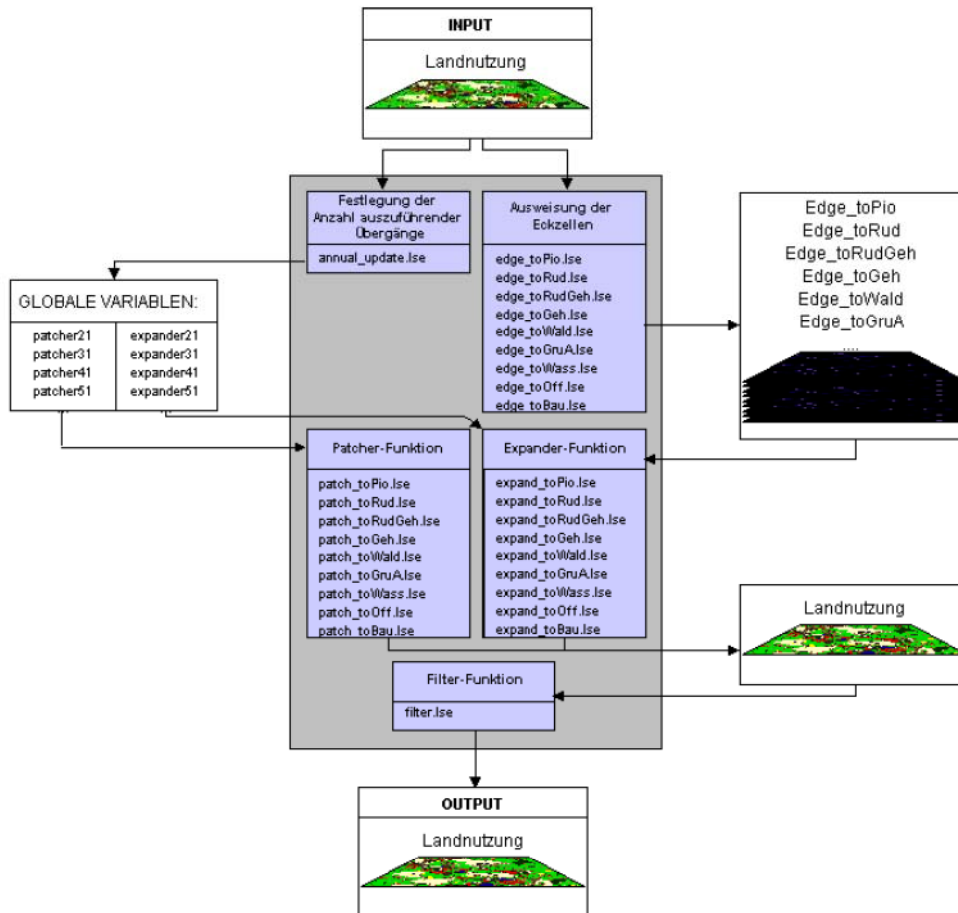 INPUT
Landnutzung
Festlegung der
Anzahl auszuführender
Übergänge
annual_update.lse
Ausweisung der
Eckzellen
edge_toPio.lse
edge_toRud.lse
edge_toRudGeh.lse
edge_toGeh.lse
edge_toWald.lse
edge_toGruA.lse
edge_toWass.lse
edge_toOff.lse
edge_toBau.lse
Edge_toPio
Edge_toRud
Edge_toRudGeh
Edge_toGeh
Edge_toWald
Edge_toGruA
....
GLOBALE VARIABLEN:
patcher21
patcher31
patcher41
patcher51
expander21
expander31
expander41
expander51
Patcher-Funktion
patch_toPio.lse
patch_toRud.lse
patch_toRudGeh.lse
patch_toGeh.lse
patch_toWald.lse
patch_toGruA.lse
patch_toWass.lse
patch_toOff.lse
patch_toBau.lse
Expander-Funktion
expand_toPio.lse
expand_toRud.lse
expand_toRudGeh.lse
expand_toGeh.lse
expand_toWald.lse
expand_toGruA.lse
expand_toWass.lse
expand_toOff.lse
expand_toBau.lse
Landnutzung
Filter-Funktion
filter.lse
OUTPUT
Landnutzung